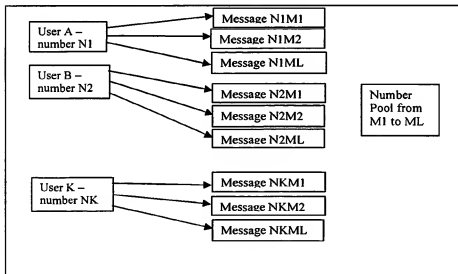 User A –
number N1
Message N1M1
Message N1M2
Message N1ML
User B –
number N2
Message N2M1
Message N2M2
Message N2ML
Number
Pool from
M1 to ML
User K –
number NK
Message NKM1
Message NKM2
Message NKML